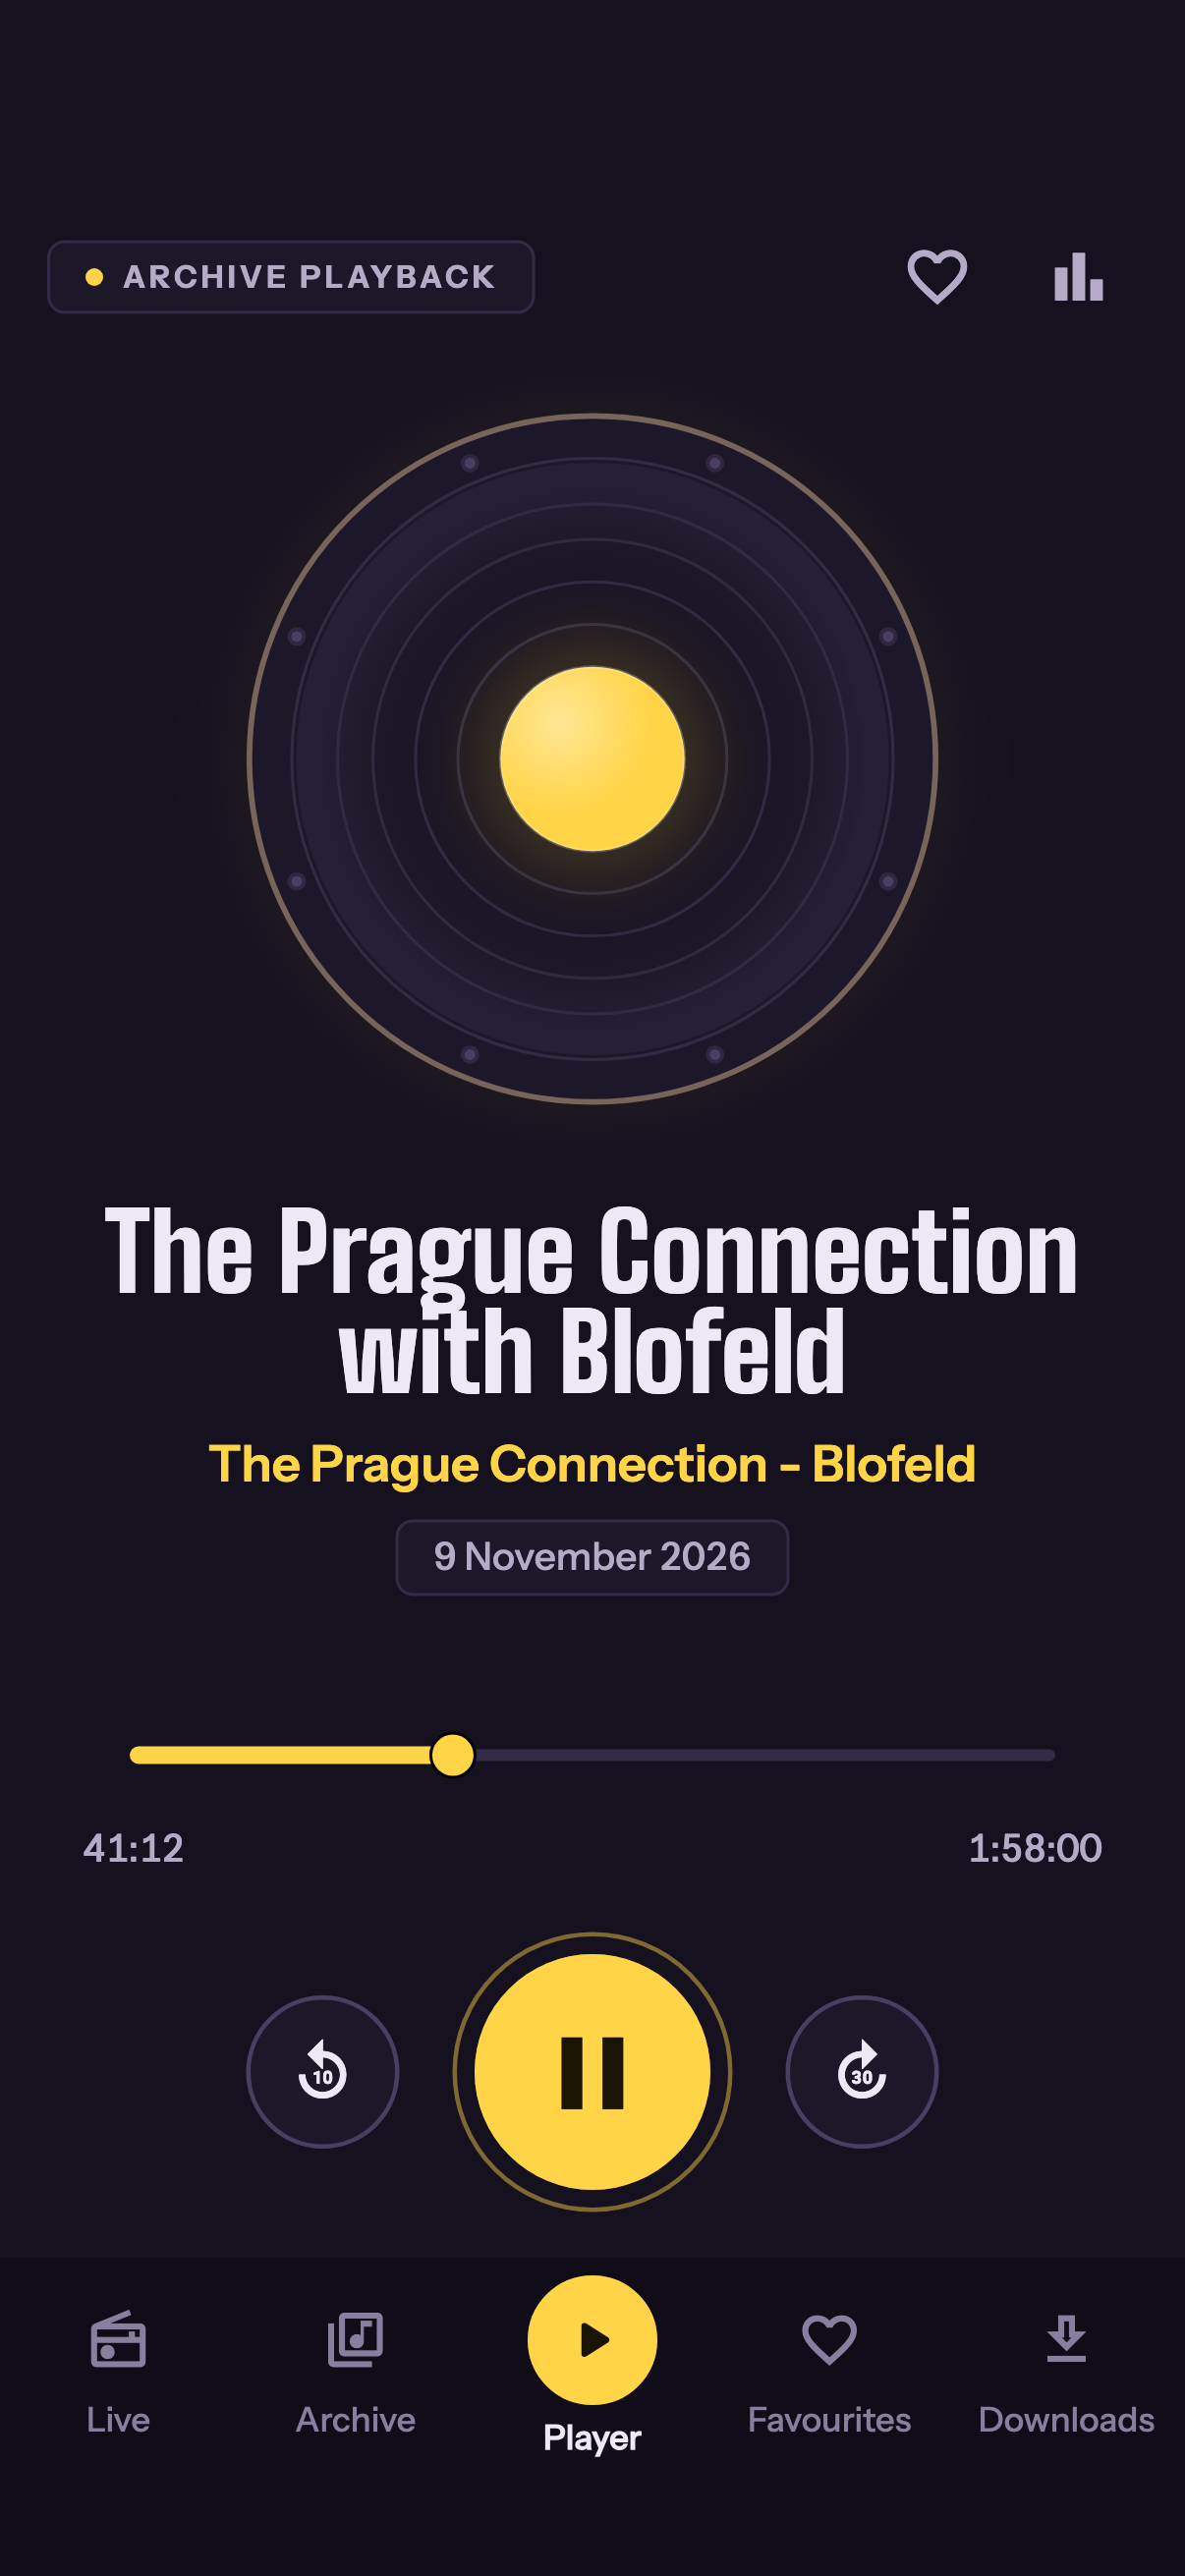 ARCHIVE PLAYBACK
The Prague Connection
with Blofeld
The Prague Connection - Blofeld
9 November 2026
41:12
1:58:00
10
30
Live
Archive
Player
Favourites
Downloads